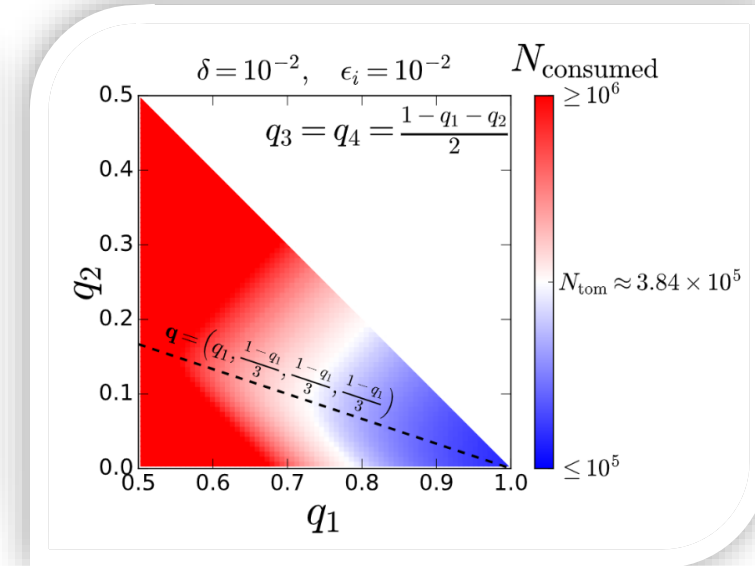 δ = 10⁻², ϵᵢ = 10⁻²
N_consumed
≥ 10⁶
q₃ = q₄ = (1 − q₁ − q₂)/2
0.5
0.4
0.3
0.2
0.1
0.0
q₂
N_tom ≈ 3.84 × 10⁵
q = (q₁, (1−q₁)/3, (1−q₁)/3, (1−q₁)/3)
≤ 10⁵
0.5 0.6 0.7 0.8 0.9 1.0
q₁